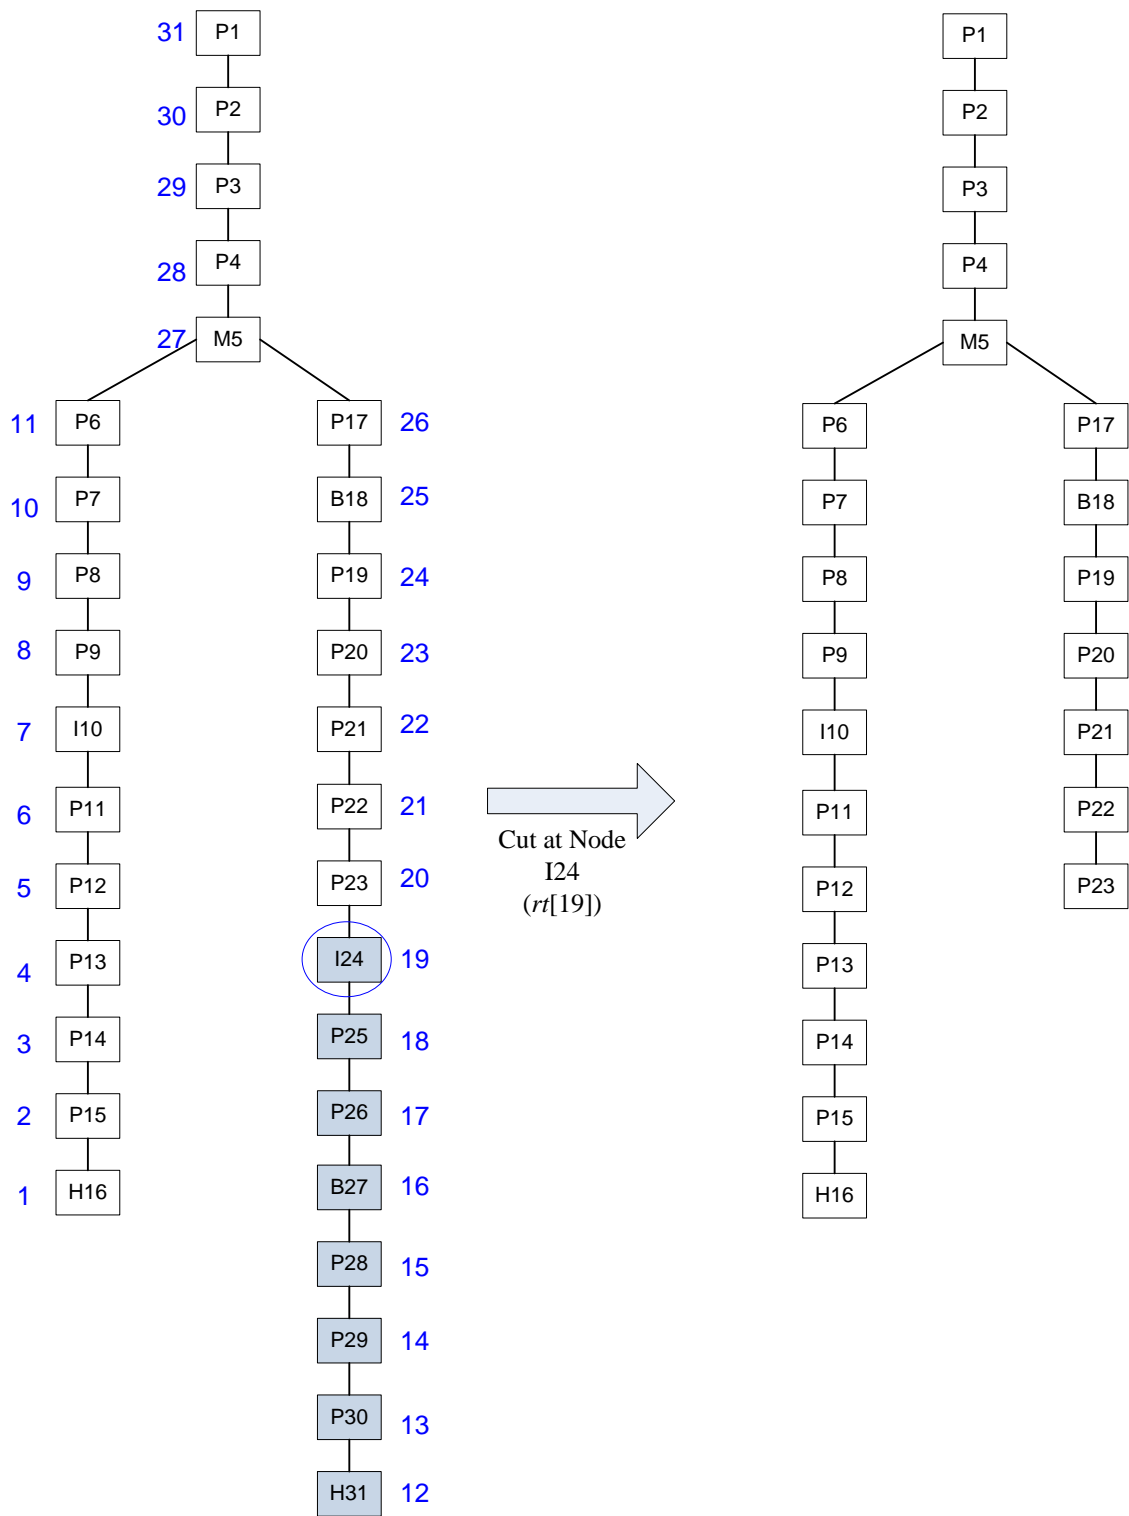 31 P1
30 P2
29 P3
28 P4
27 M5
11 P6 P17 26
10 P7 B18 25
9 P8 P19 24
8 P9 P20 23
7 I10 P21 22
6 P11 P22 21
5 P12 P23 20
4 P13 I24 19
3 P14 P25 18
2 P15 P26 17
1 H16 B27 16
P28 15
P29 14
P30 13
H31 12
Cut at Node
I24
(rt[19])
P1
P2
P3
P4
M5
P6 P17
P7 B18
P8 P19
P9 P20
I10 P21
P11 P22
P12 P23
P13
P14
P15
H16